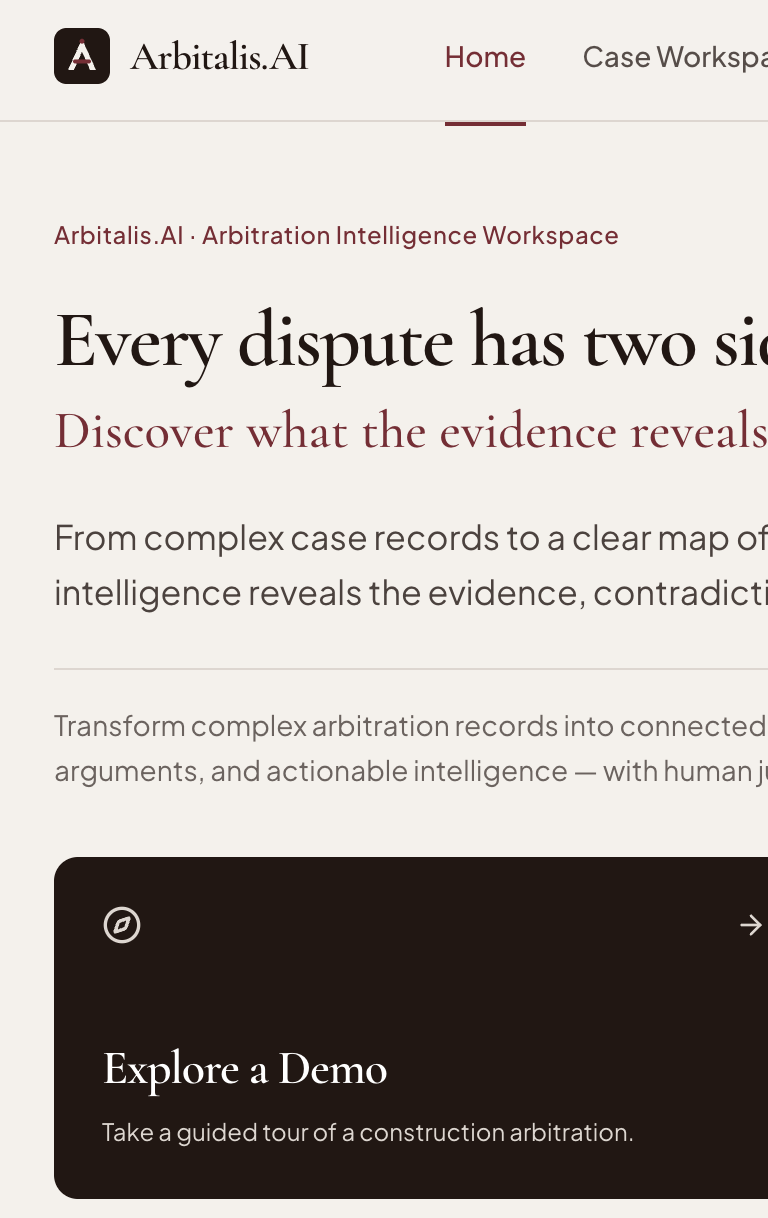 A
Arbitalis.AI
Home
Case Workspa
Arbitalis.AI · Arbitration Intelligence Workspace
Every dispute has two sid
Discover what the evidence reveals
From complex case records to a clear map of
intelligence reveals the evidence, contradicti
Transform complex arbitration records into connected
arguments, and actionable intelligence — with human ju
Explore a Demo
Take a guided tour of a construction arbitration.